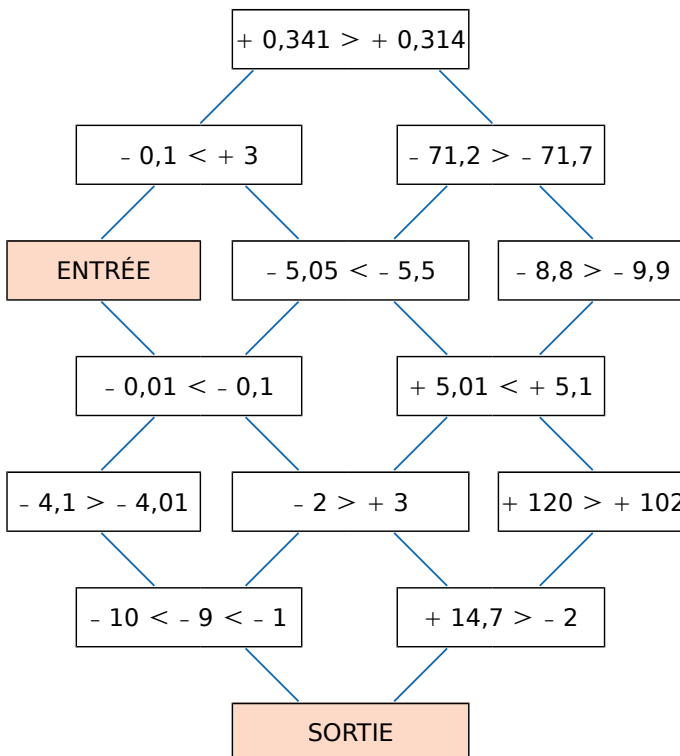 + 0,341 > + 0,314
– 0,1 < + 3
– 71,2 > – 71,7
ENTRÉE
– 5,05 < – 5,5
– 8,8 > – 9,9
– 0,01 < – 0,1
+ 5,01 < + 5,1
– 4,1 > – 4,01
– 2 > + 3
+ 120 > + 102
– 10 < – 9 < – 1
+ 14,7 > – 2
SORTIE